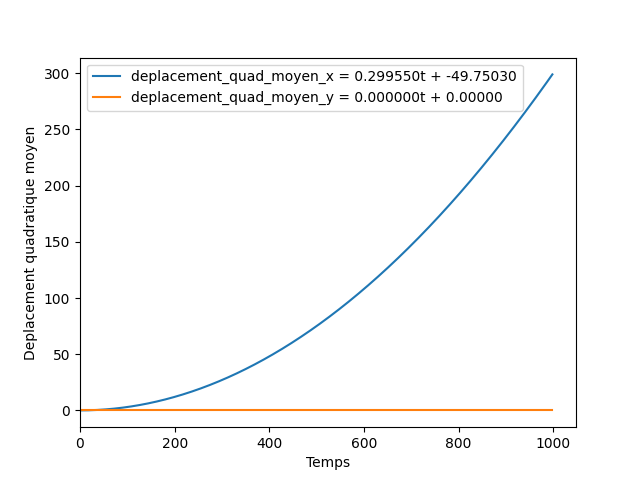 deplacement_quad_moyen_x = 0.299550t + -49.75030
deplacement_quad_moyen_y = 0.000000t + 0.00000
Deplacement quadratique moyen
300
250
200
150
100
50
0
0 200 400 600 800 1000
Temps